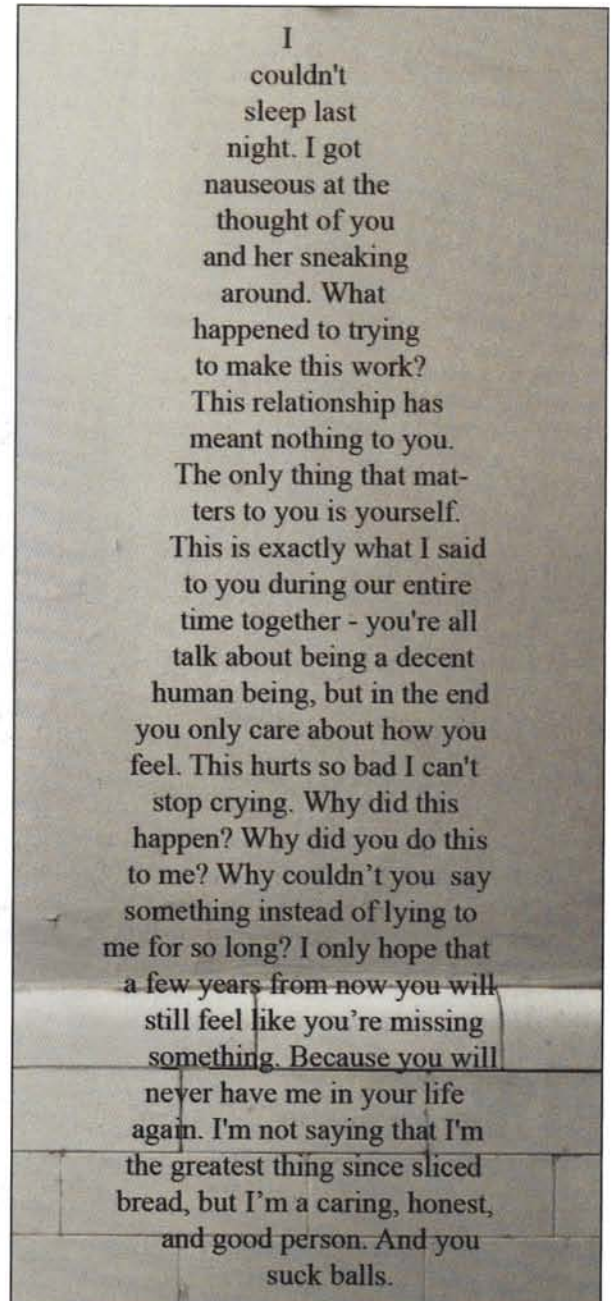 I
couldn't
sleep last
night. I got
nauseous at the
thought of you
and her sneaking
around. What
happened to trying
to make this work?
This relationship has
meant nothing to you.
The only thing that mat-
ters to you is yourself.
This is exactly what I said
to you during our entire
time together - you're all
talk about being a decent
human being, but in the end
you only care about how you
feel. This hurts so bad I can't
stop crying. Why did this
happen? Why did you do this
to me? Why couldn’t you  say
something instead of lying to
me for so long? I only hope that
a few years from now you will
still feel like you’re missing
something. Because you will
never have me in your life
again. I'm not saying that I'm
the greatest thing since sliced
bread, but I’m a caring, honest,
and good person. And you
suck balls.